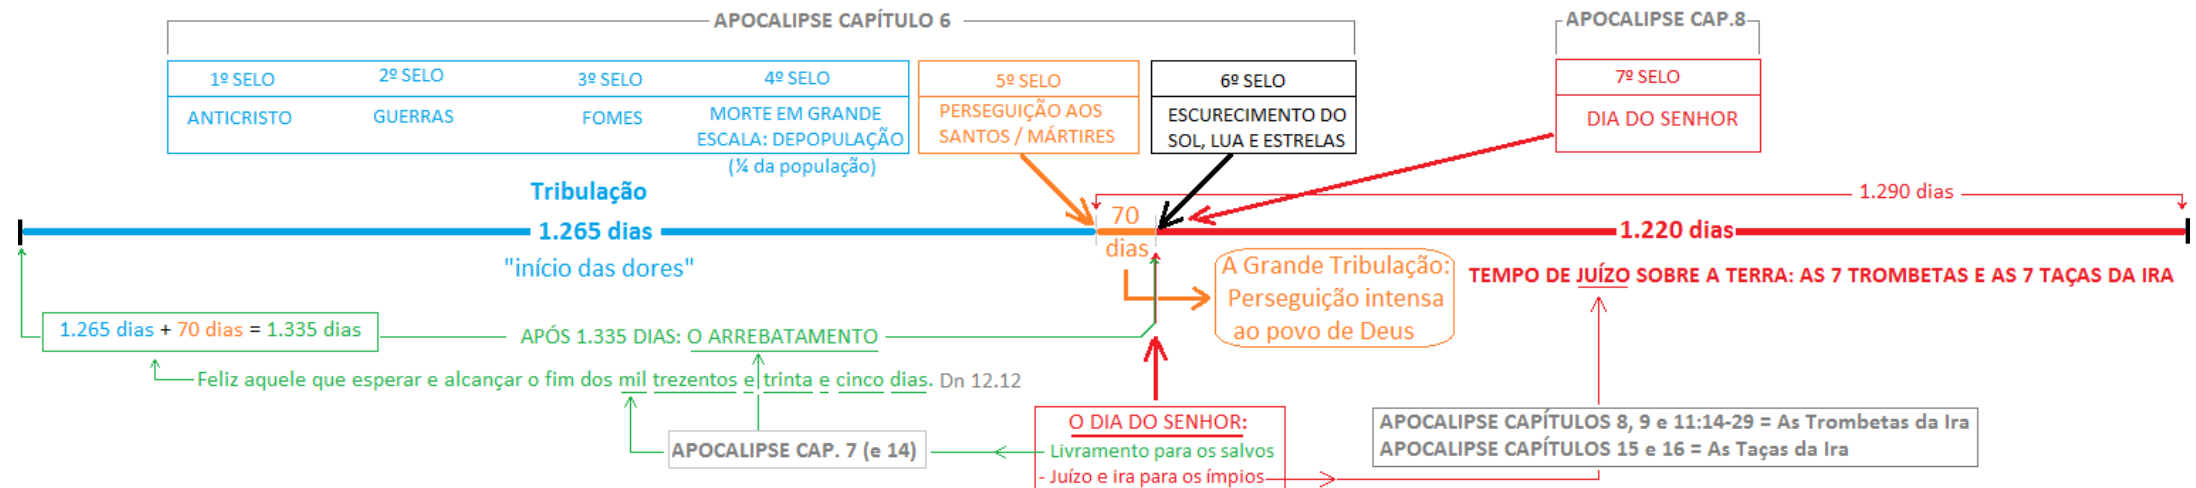 APOCALIPSE CAPÍTULO 6
APOCALIPSE CAP.8
1º SELO
2º SELO
3º SELO
4º SELO
5º SELO
6º SELO
7º SELO
ANTICRISTO
GUERRAS
FOMES
MORTE EM GRANDE
ESCALA: DEPOPULAÇÃO
(¼ da população)
PERSEGUIÇÃO AOS
SANTOS / MÁRTIRES
ESCURECIMENTO DO
SOL, LUA E ESTRELAS
DIA DO SENHOR
Tribulação
1.265 dias
"início das dores"
70
dias
1.290 dias
1.220 dias
A Grande Tribulação:
Perseguição intensa
ao povo de Deus
TEMPO DE JUÍZO SOBRE A TERRA: AS 7 TROMBETAS E AS 7 TAÇAS DA IRA
1.265 dias + 70 dias = 1.335 dias
APÓS 1.335 DIAS: O ARREBATAMENTO
Feliz aquele que esperar e alcançar o fim dos mil trezentos e trinta e cinco dias. Dn 12.12
APOCALIPSE CAP. 7 (e 14)
O DIA DO SENHOR:
- Livramento para os salvos
- Juízo e ira para os ímpios
APOCALIPSE CAPÍTULOS 8, 9 e 11:14-29 = As Trombetas da Ira
APOCALIPSE CAPÍTULOS 15 e 16 = As Taças da Ira